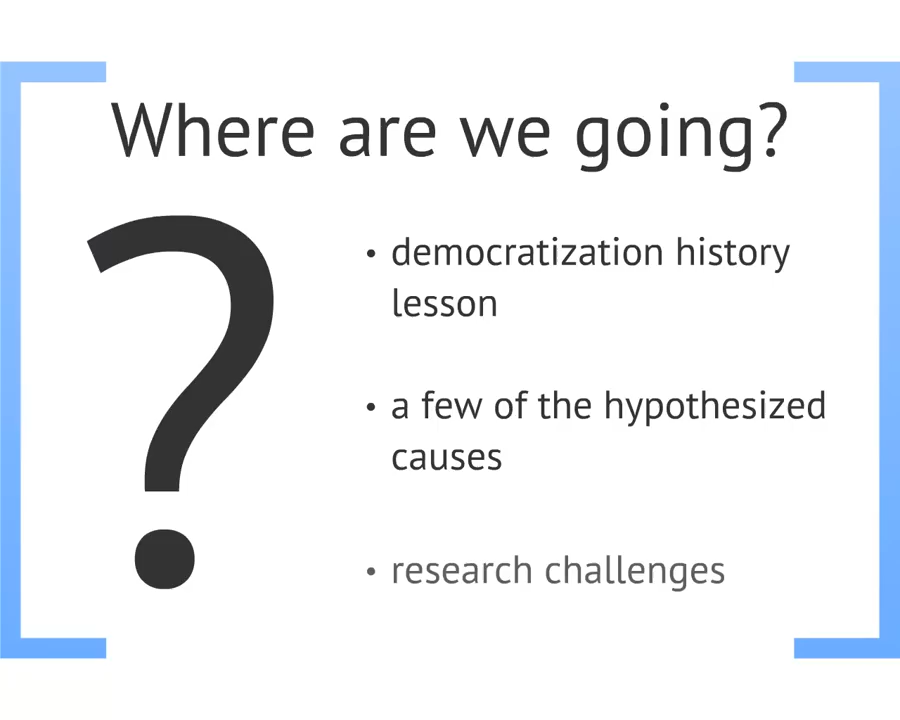 Where are we going?
?
• democratization history
lesson
• a few of the hypothesized
causes
• research challenges